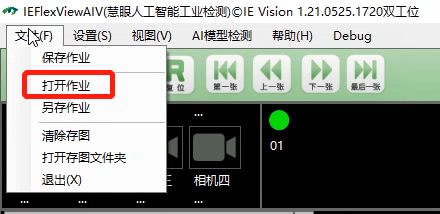 IEFlexViewAIV(慧眼人工智能工业检测)©IE Vision 1.21.0525.1720双工位
文件(F) 设置(S) 视图(V) AI模型检测 帮助(H) Debug
保存作业
打开作业
另存作业
清除存图
打开存图文件夹
退出(X)
复位 第一张 上一张 下一张 最后一张
... ...
三 相机四
01
... ... ... ...